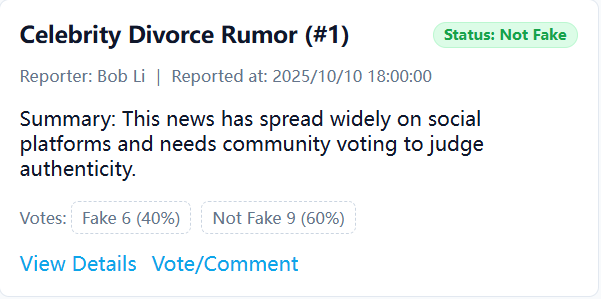 Celebrity Divorce Rumor (#1)
Status: Not Fake
Reporter: Bob Li | Reported at: 2025/10/10 18:00:00
Summary: This news has spread widely on social
platforms and needs community voting to judge
authenticity.
Votes: Fake 6 (40%) Not Fake 9 (60%)
View Details Vote/Comment